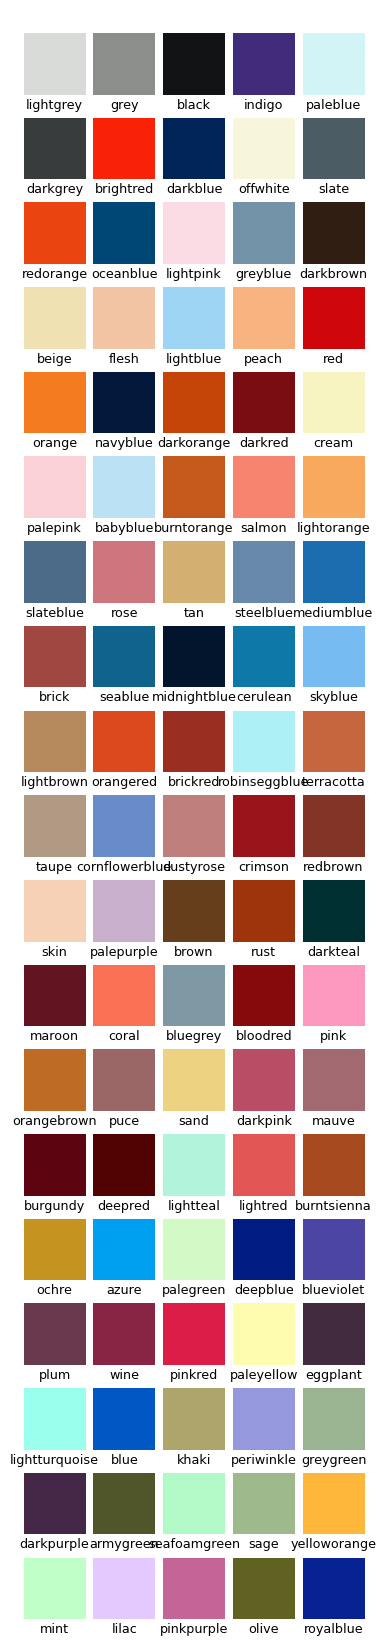 lightgrey grey black indigo paleblue
darkgrey brightred darkblue offwhite slate
redorange oceanblue lightpink greyblue darkbrown
beige flesh lightblue peach red
orange navyblue darkorange darkred cream
palepink babyblue burntorange salmon lightorange
slateblue rose tan steelblue mediumblue
brick seablue midnightblue cerulean skyblue
lightbrown orangered brickred robinseggblue terracotta
taupe cornflowerblue dustyrose crimson redbrown
skin palepurple brown rust darkteal
maroon coral bluegrey bloodred pink
orangebrown puce sand darkpink mauve
burgundy deepred lightteal lightred burntsienna
ochre azure palegreen deepblue blueviolet
plum wine pinkred paleyellow eggplant
lightturquoise blue khaki periwinkle greygreen
darkpurple armygreen seafoamgreen sage yelloworange
mint lilac pinkpurple olive royalblue